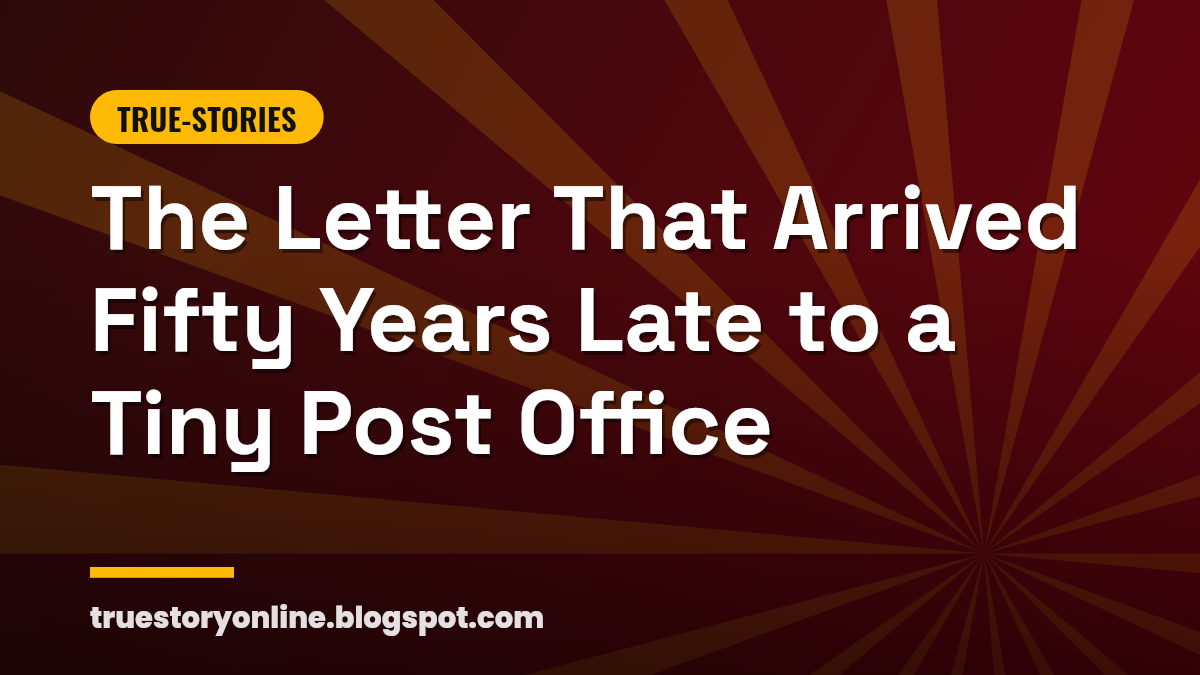 TRUE-STORIES
The Letter That Arrived
Fifty Years Late to a
Tiny Post Office
truestoryonline.blogspot.com